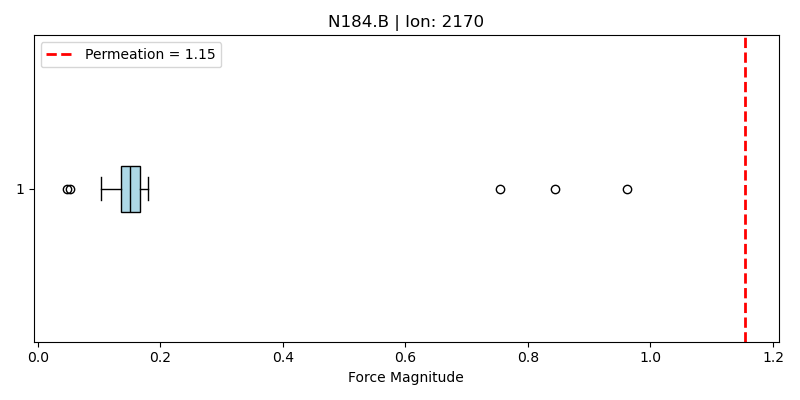 N184.B | Ion: 2170
Permeation = 1.15
1
0.0 0.2 0.4 0.6 0.8 1.0 1.2
Force Magnitude